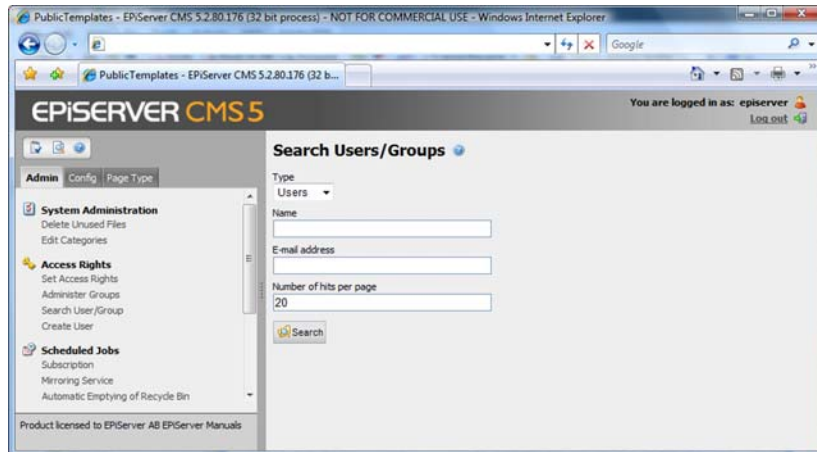 PublicTemplates - EPiServer CMS 5.2.80.176 (32 bit process) - NOT FOR COMMERCIAL USE - Windows Internet Explorer
Google
PublicTemplates - EPiServer CMS 5.2.80.176 (32 b...
EPiSERVER CMS 5
You are logged in as: episerver
Log out
Admin Config Page Type
System Administration
Delete Unused Files
Edit Categories
Access Rights
Set Access Rights
Administer Groups
Search User/Group
Create User
Scheduled Jobs
Subscription
Mirroring Service
Automatic Emptying of Recycle Bin
Product licensed to EPiServer AB EPiServer Manuals
Search Users/Groups
Type
Users
Name
E-mail address
Number of hits per page
20
Search